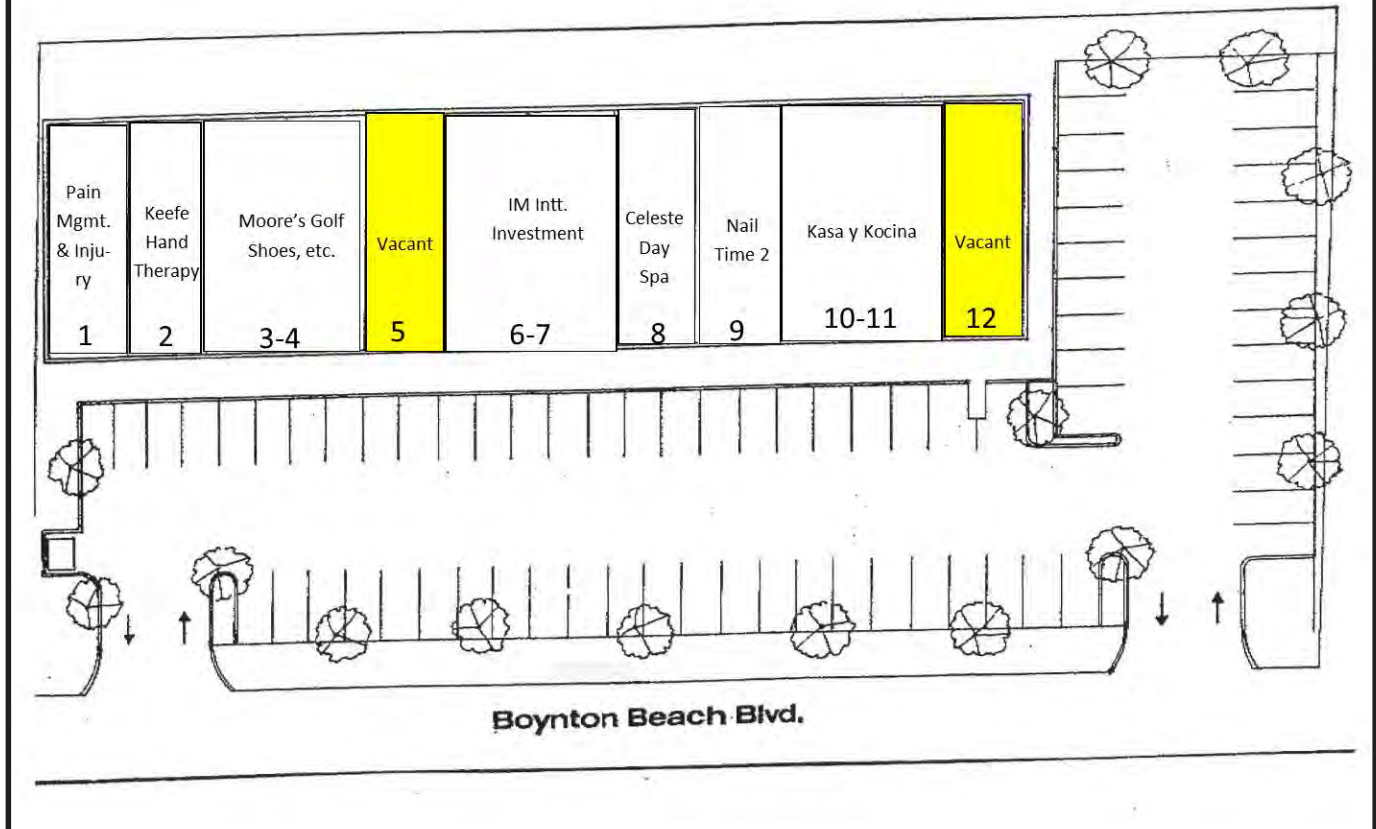 Pain
Mgmt.
& Inju-
ry
1
Keefe
Hand
Therapy
2
Moore's Golf
Shoes, etc.
3-4
Vacant
5
IM Intt.
Investment
6-7
Celeste
Day
Spa
8
Nail
Time 2
9
Kasa y Kocina
10-11
Vacant
12
Boynton Beach Blvd.